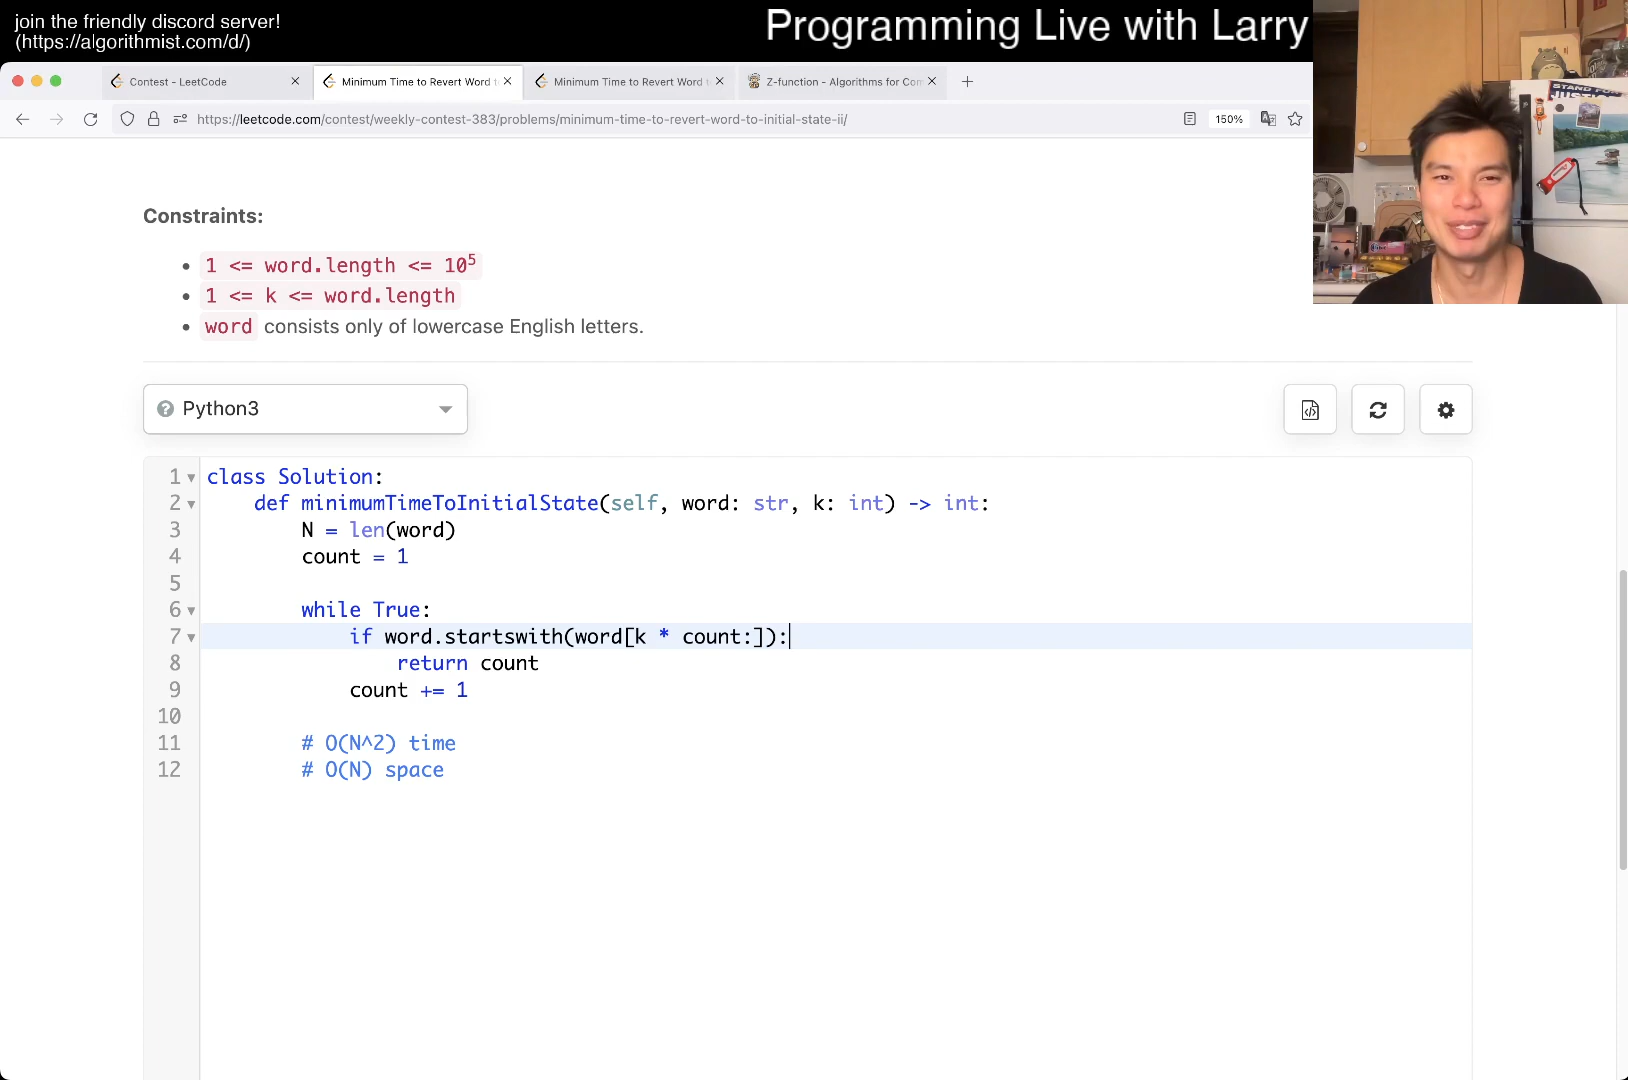 join the friendly discord server!
(https://algorithmist.com/d/)
Programming Live with Larry
Contest - LeetCode
Minimum Time to Revert Word t
Minimum Time to Revert Word t
Z-function - Algorithms for Com
https://leetcode.com/contest/weekly-contest-383/problems/minimum-time-to-revert-word-to-initial-state-ii/
150%
Constraints:
1 <= word.length <= 10⁵
1 <= k <= word.length
word consists only of lowercase English letters.
Python3
1 class Solution:
2 def minimumTimeToInitialState(self, word: str, k: int) -> int:
3 N = len(word)
4 count = 1
5
6 while True:
7 if word.startswith(word[k * count:]):
8 return count
9 count += 1
10
11 # O(N^2) time
12 # O(N) space